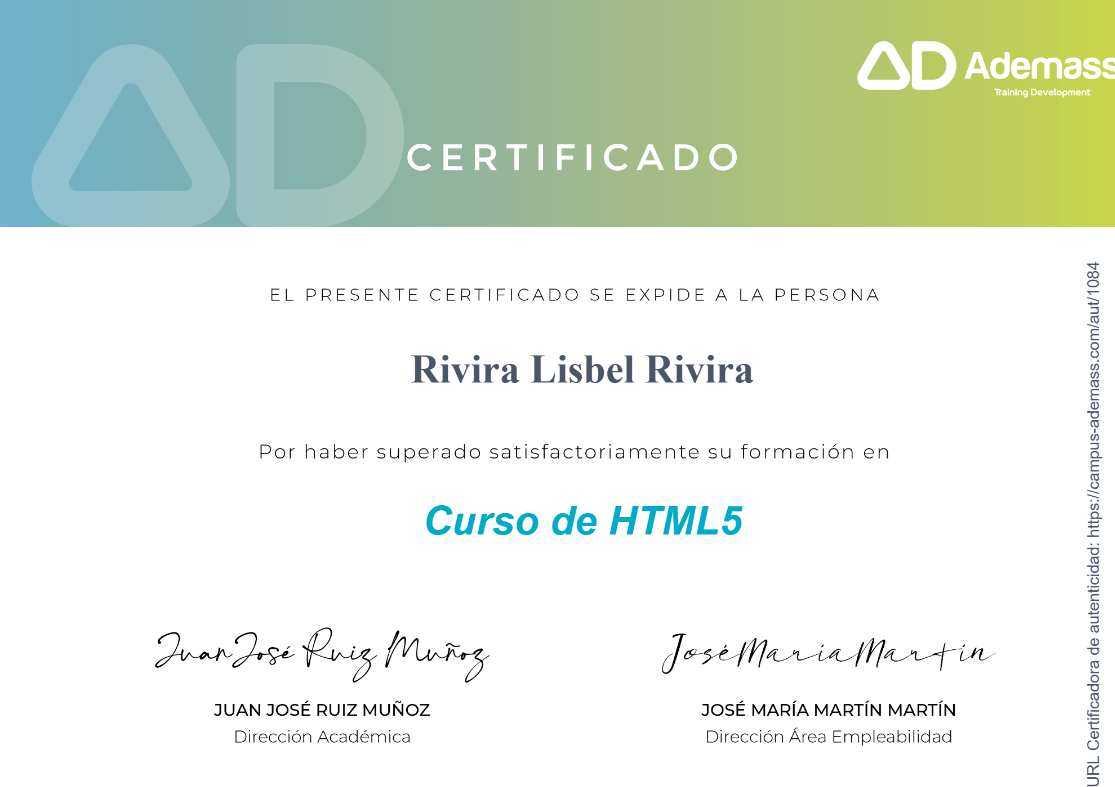 AD Ademass
Training Development
CERTIFICADO
EL PRESENTE CERTIFICADO SE EXPIDE A LA PERSONA
Rivira Lisbel Rivira
Por haber superado satisfactoriamente su formación en
Curso de HTML5
Juan José Ruiz Muñoz
José María Martín
JUAN JOSÉ RUIZ MUÑOZ
JOSÉ MARÍA MARTÍN MARTÍN
Dirección Académica
Dirección Área Empleabilidad
URL Certificadora de autenticidad: https://campus-ademass.com/aut/1084